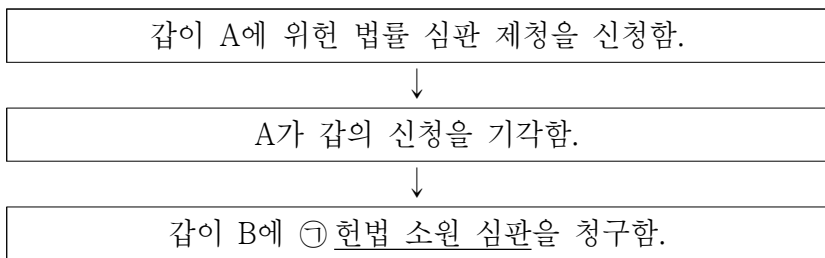 갑이 A에 위헌 법률 심판 제청을 신청함.
↓
A가 갑의 신청을 기각함.
↓
갑이 B에 ㉠ 헌법 소원 심판을 청구함.